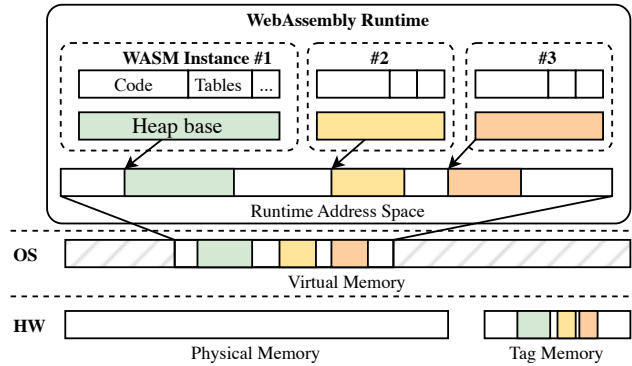 WebAssembly Runtime
WASM Instance #1 #2 #3
Code Tables ...
Heap base
Runtime Address Space
OS
Virtual Memory
HW
Physical Memory Tag Memory